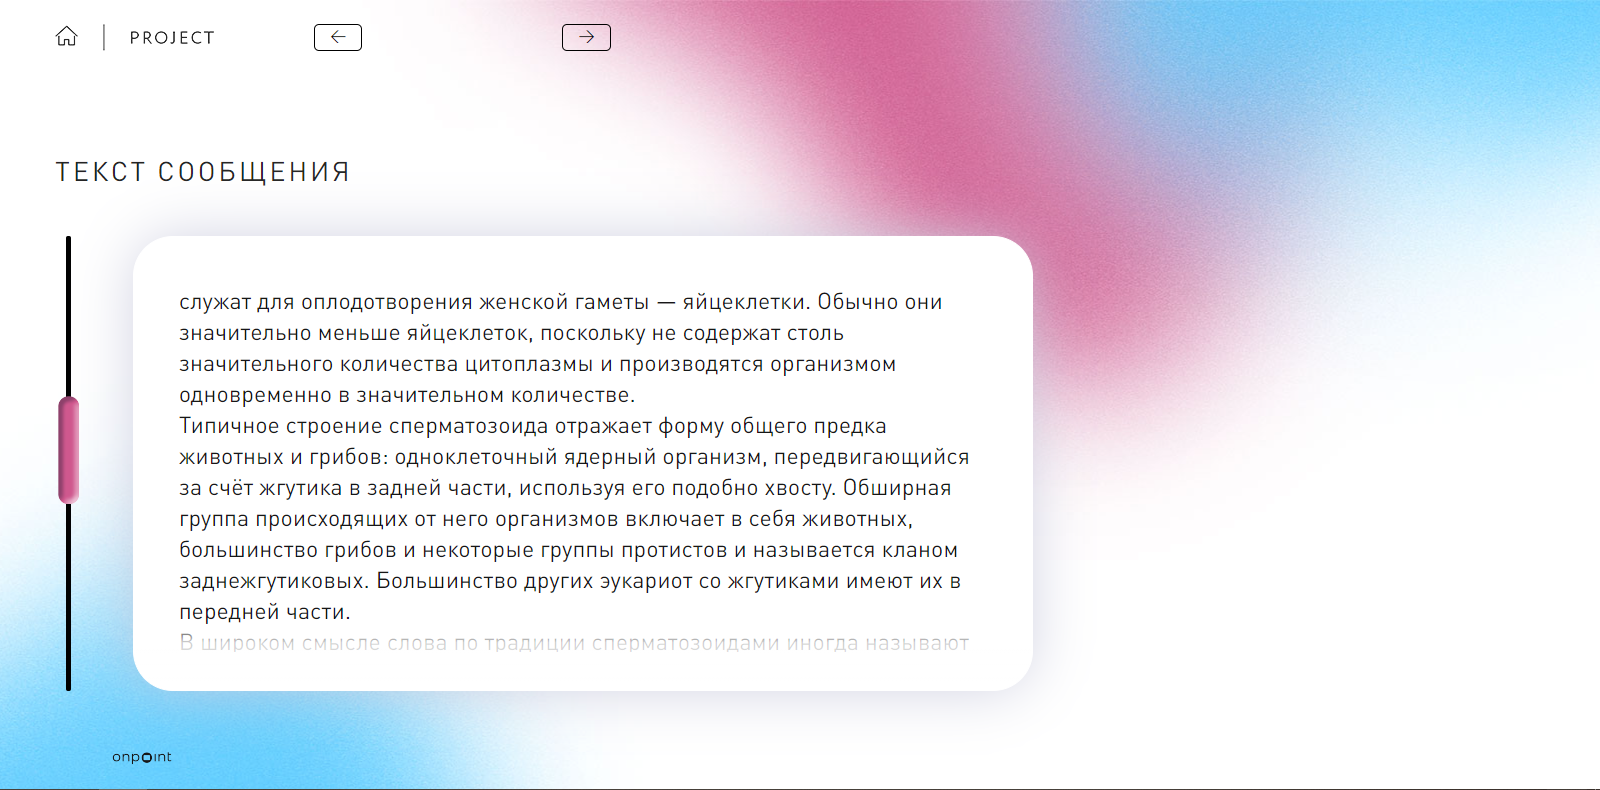 PROJECT
ТЕКСТ СООБЩЕНИЯ
служат для оплодотворения женской гаметы — яйцеклетки. Обычно они
значительно меньше яйцеклеток, поскольку не содержат столь
значительного количества цитоплазмы и производятся организмом
одновременно в значительном количестве.
Типичное строение сперматозоида отражает форму общего предка
животных и грибов: одноклеточный ядерный организм, передвигающийся
за счёт жгутика в задней части, используя его подобно хвосту. Обширная
группа происходящих от него организмов включает в себя животных,
большинство грибов и некоторые группы протистов и называется кланом
заднежгутиковых. Большинство других эукариот со жгутиками имеют их в
передней части.
В широком смысле слова по традиции сперматозоидами иногда называют
onpoint